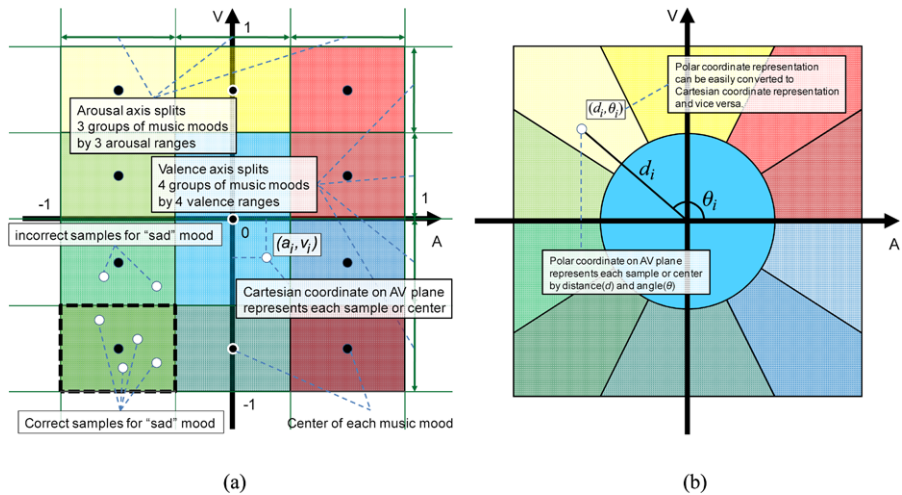 V
1
Arousal axis splits
3 groups of music moods
by 3 arousal ranges
Valence axis splits
4 groups of music moods
by 4 valence ranges
-1
1
0
A
incorrect samples for “sad” mood
(ai, vi)
Cartesian coordinate on AV plane
represents each sample or center
-1
Correct samples for “sad” mood
Center of each music mood
(a)
V
Polar coordinate representation
can be easily converted to
Cartesian coordinate representation
and vice versa.
(di, θi)
di
θi
A
Polar coordinate on AV plane
represents each sample or center
by distance(d) and angle(θ)
(b)